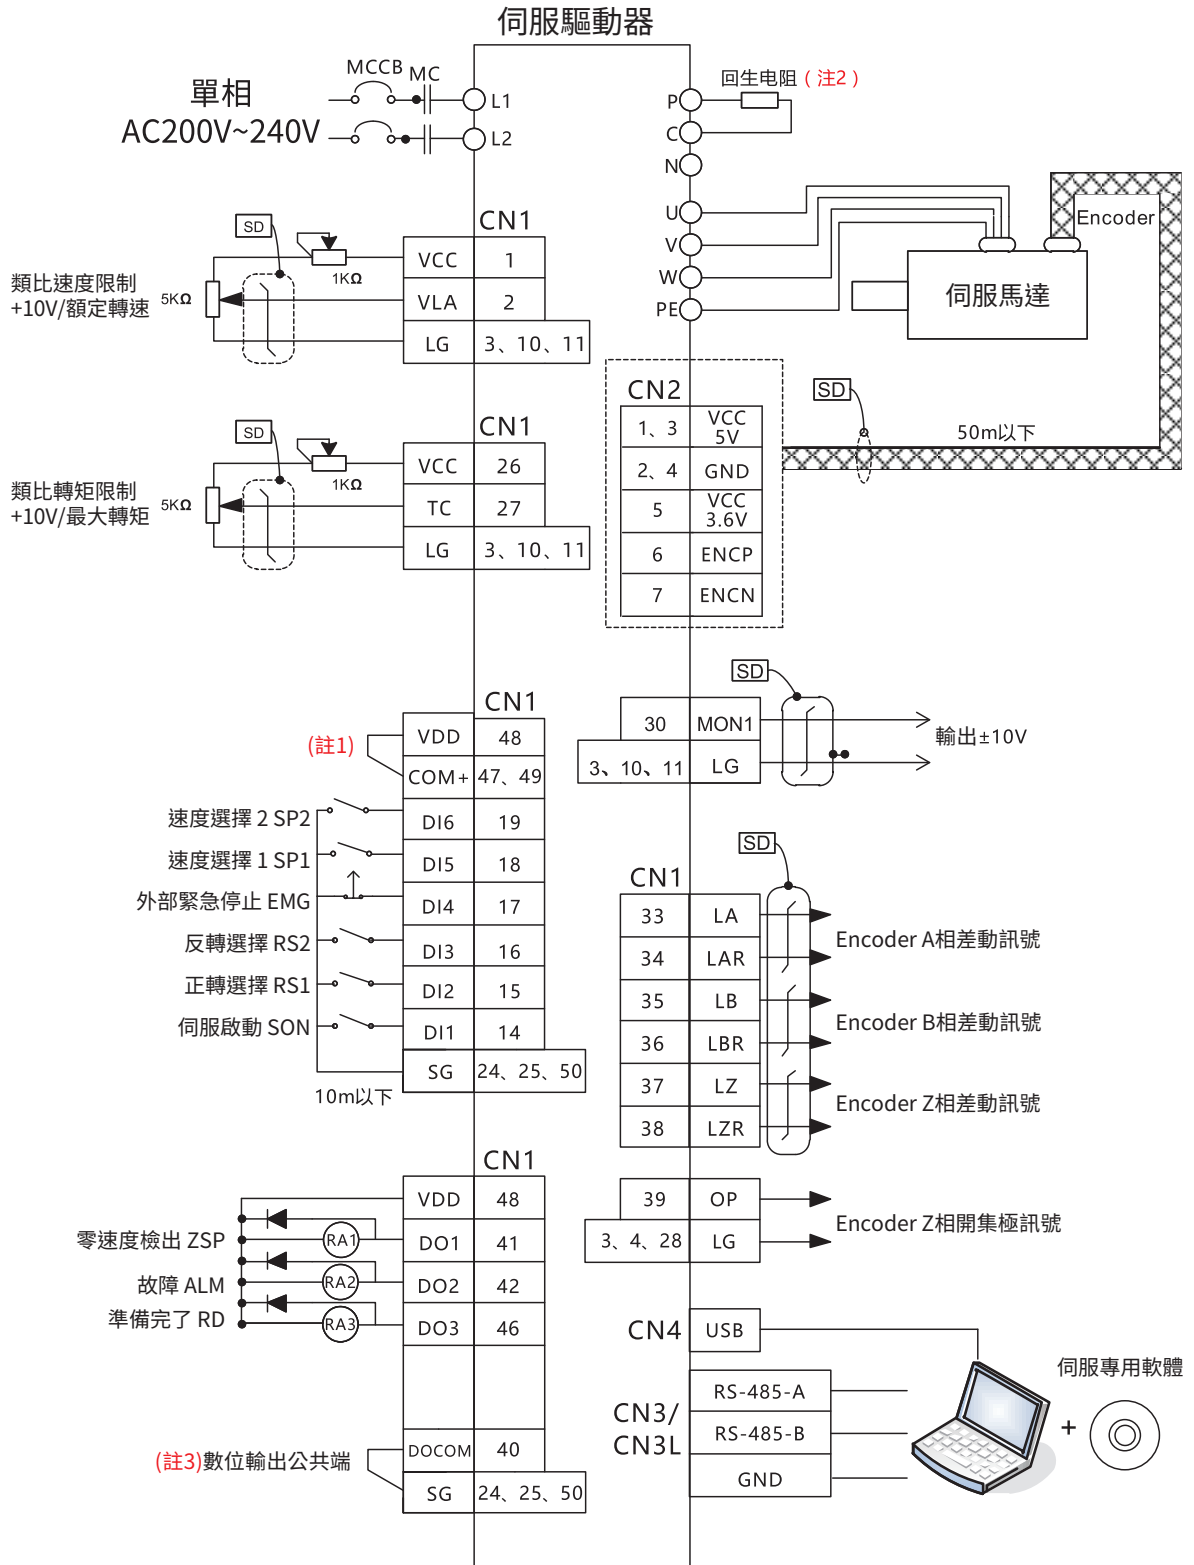 伺服驅動器
單相
AC200V~240V
MCCB
MC
L1
L2
P
C
N
U
V
W
PE
回生电阻（注2）
Encoder
伺服馬達
CN1
SD
1KΩ
5KΩ
類比速度限制
+10V/額定轉速
VCC 1
VLA 2
LG 3、10、11
CN1
SD
1KΩ
5KΩ
類比轉矩限制
+10V/最大轉矩
VCC 26
TC 27
LG 3、10、11
CN2
1、3 VCC 5V
2、4 GND
5 VCC 3.6V
6 ENCP
7 ENCN
SD
50m以下
CN1
(註1)
VDD 48
COM+ 47、49
速度選擇 2 SP2 DI6 19
速度選擇 1 SP1 DI5 18
外部緊急停止 EMG DI4 17
反轉選擇 RS2 DI3 16
正轉選擇 RS1 DI2 15
伺服啟動 SON DI1 14
SG 24、25、50
10m以下
SD
30 MON1
3、10、11 LG
輸出±10V
SD
CN1
33 LA
34 LAR
Encoder A相差動訊號
35 LB
36 LBR
Encoder B相差動訊號
37 LZ
38 LZR
Encoder Z相差動訊號
39 OP
3、4、28 LG
Encoder Z相開集極訊號
CN1
VDD 48
零速度檢出 ZSP RA1 DO1 41
故障 ALM RA2 DO2 42
準備完了 RD RA3 DO3 46
(註3)數位輸出公共端
DOCOM 40
SG 24、25、50
CN4 USB
CN3/
CN3L
RS-485-A
RS-485-B
GND
伺服專用軟體
+